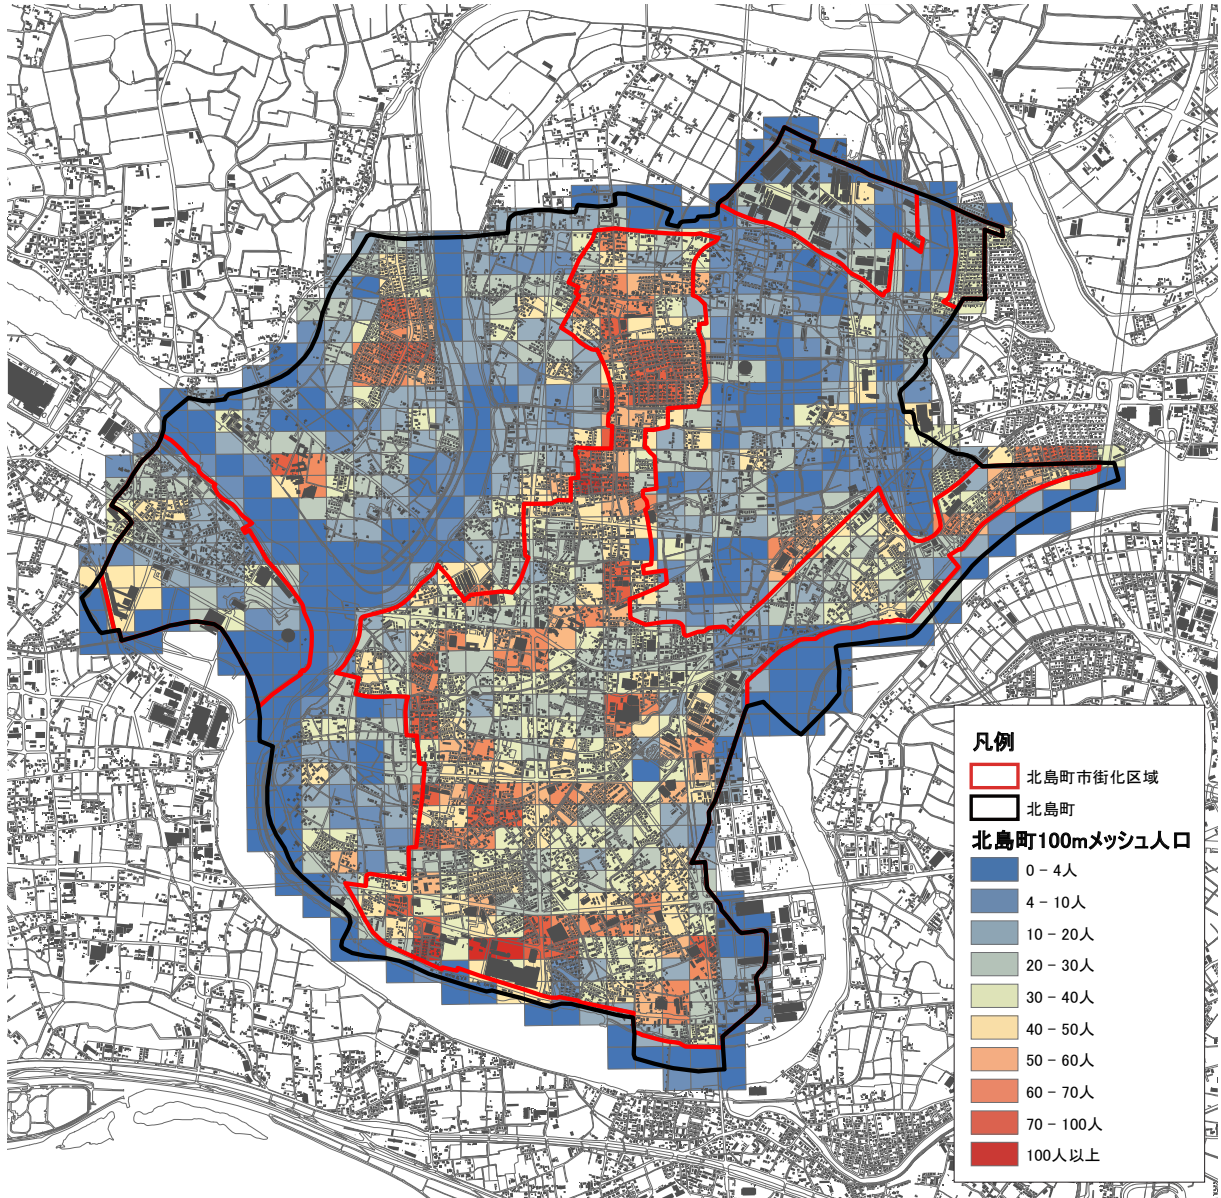 凡例
北島町市街化区域
北島町
北島町100mメッシュ人口
0 - 4人
4 - 10人
10 - 20人
20 - 30人
30 - 40人
40 - 50人
50 - 60人
60 - 70人
70 - 100人
100人以上